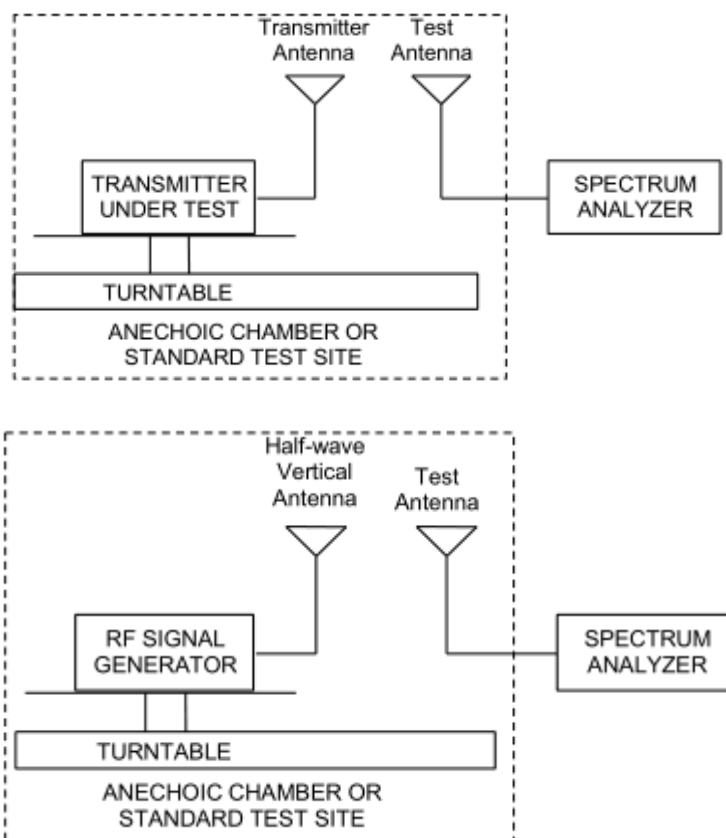 Transmitter
Antenna
Test
Antenna
TRANSMITTER
UNDER TEST
SPECTRUM
ANALYZER
TURNTABLE
ANECHOIC CHAMBER OR
STANDARD TEST SITE
Half-wave
Vertical
Antenna
Test
Antenna
RF SIGNAL
GENERATOR
SPECTRUM
ANALYZER
TURNTABLE
ANECHOIC CHAMBER OR
STANDARD TEST SITE